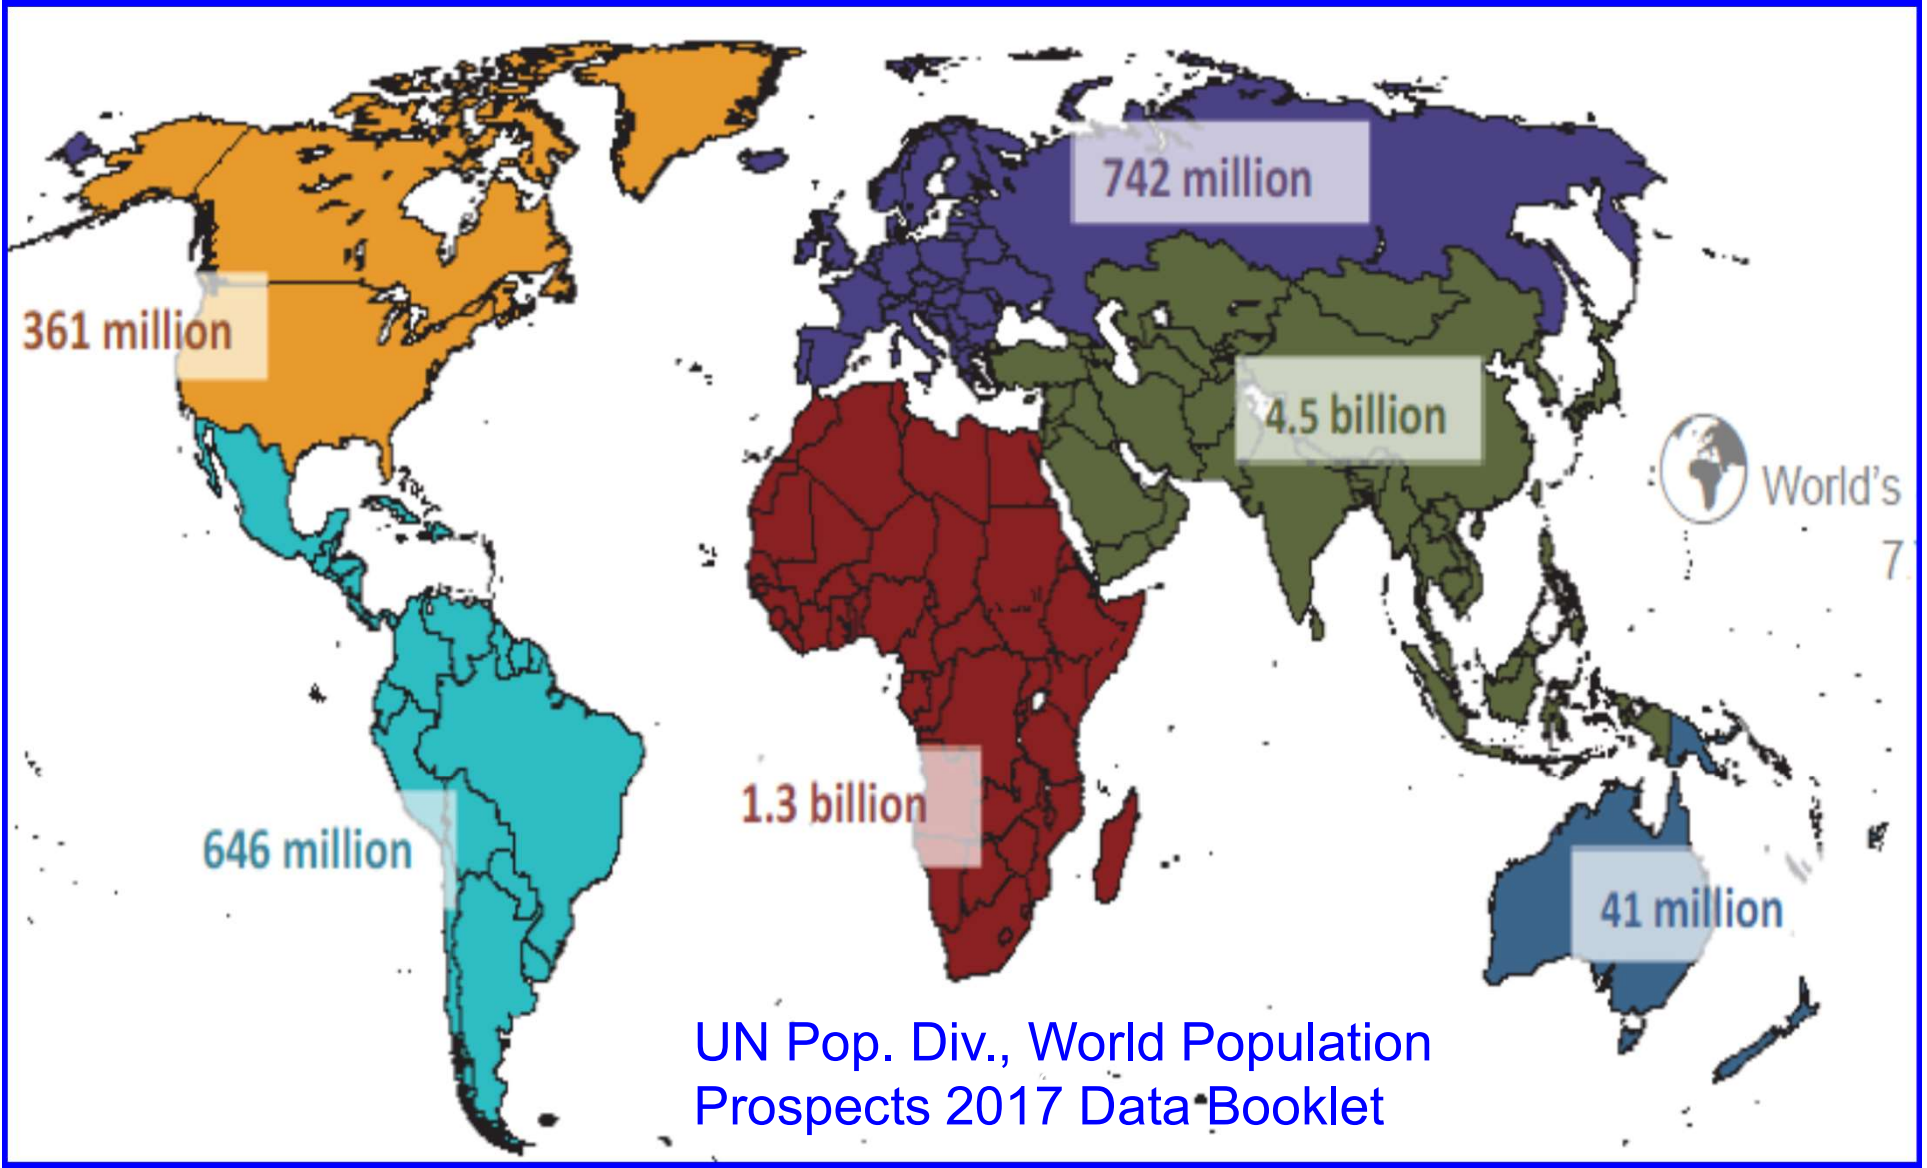 742 million
361 million
4.5 billion
World's
7
1.3 billion
646 million
41 million
UN Pop. Div., World Population
Prospects 2017 Data Booklet